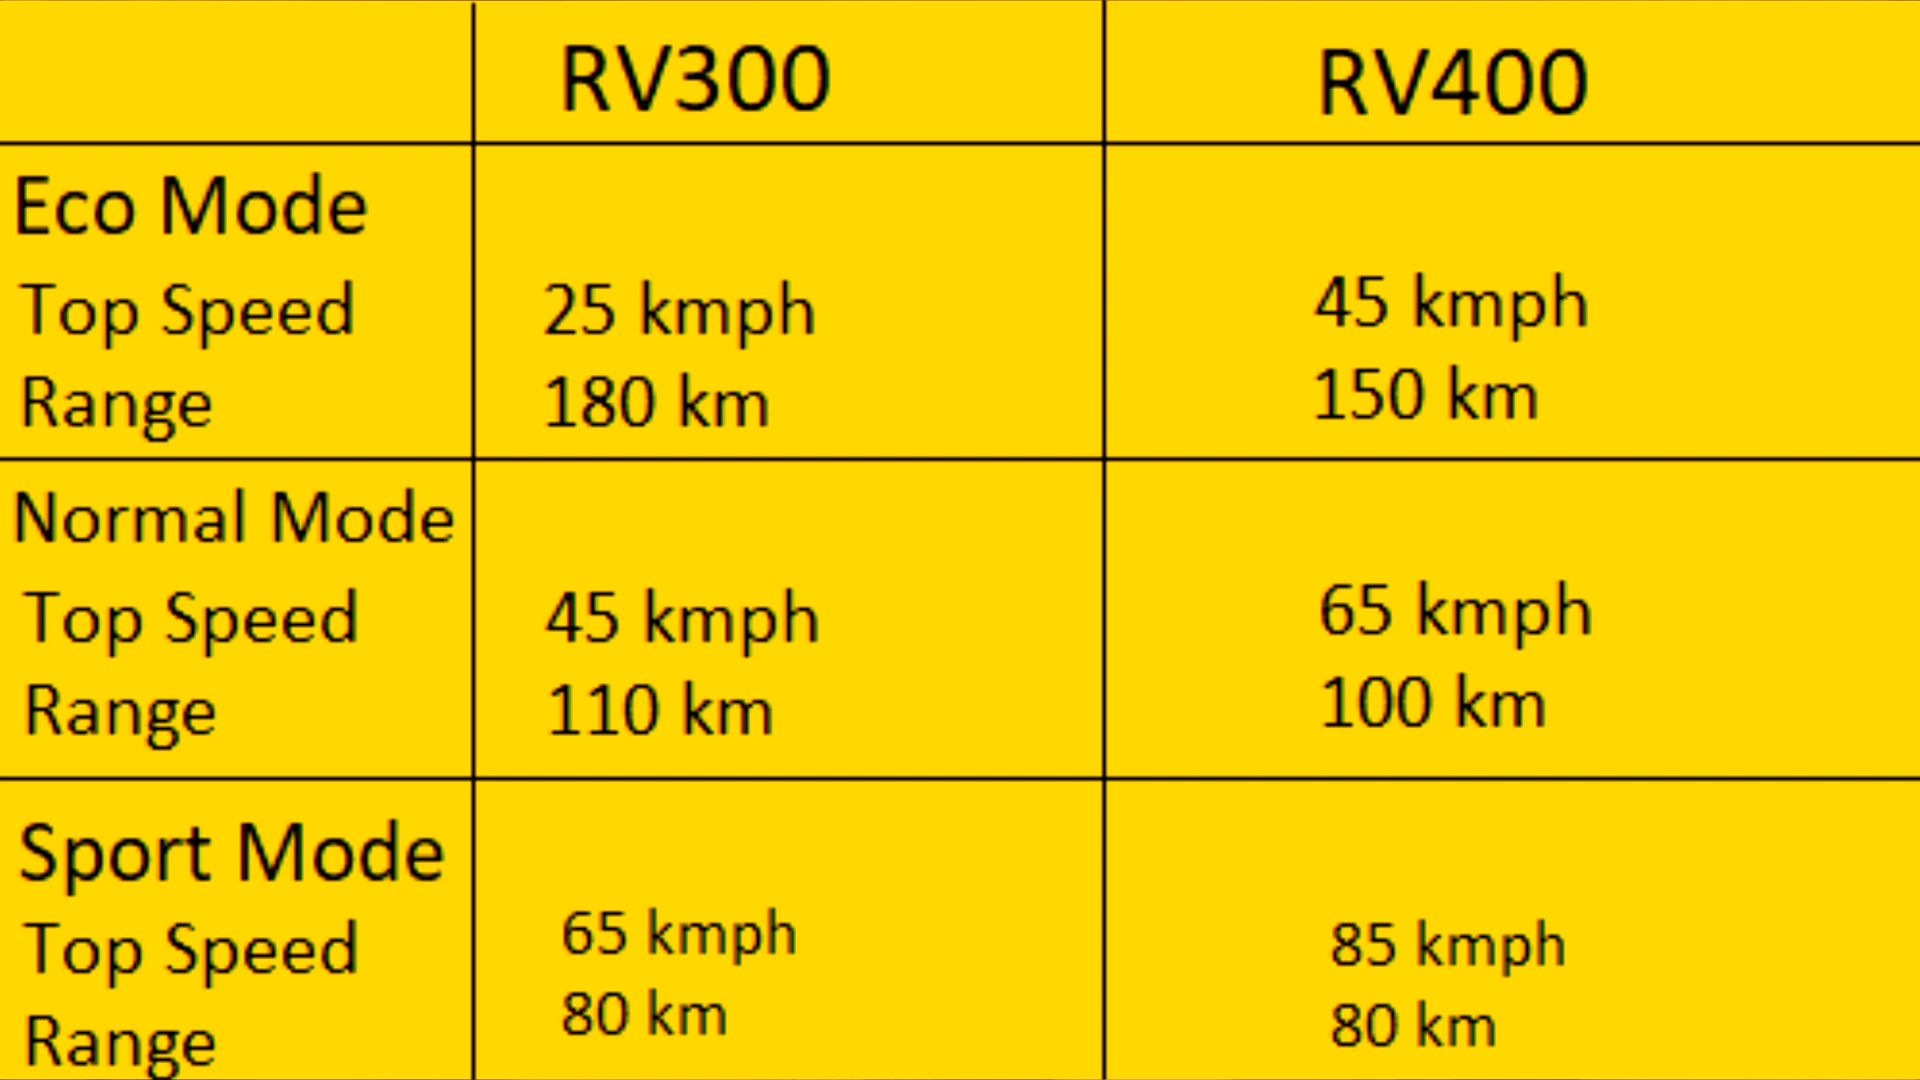 RV300 RV400
Eco Mode
Top Speed 25 kmph 45 kmph
Range 180 km 150 km
Normal Mode
Top Speed 45 kmph 65 kmph
Range 110 km 100 km
Sport Mode
Top Speed 65 kmph 85 kmph
Range 80 km 80 km